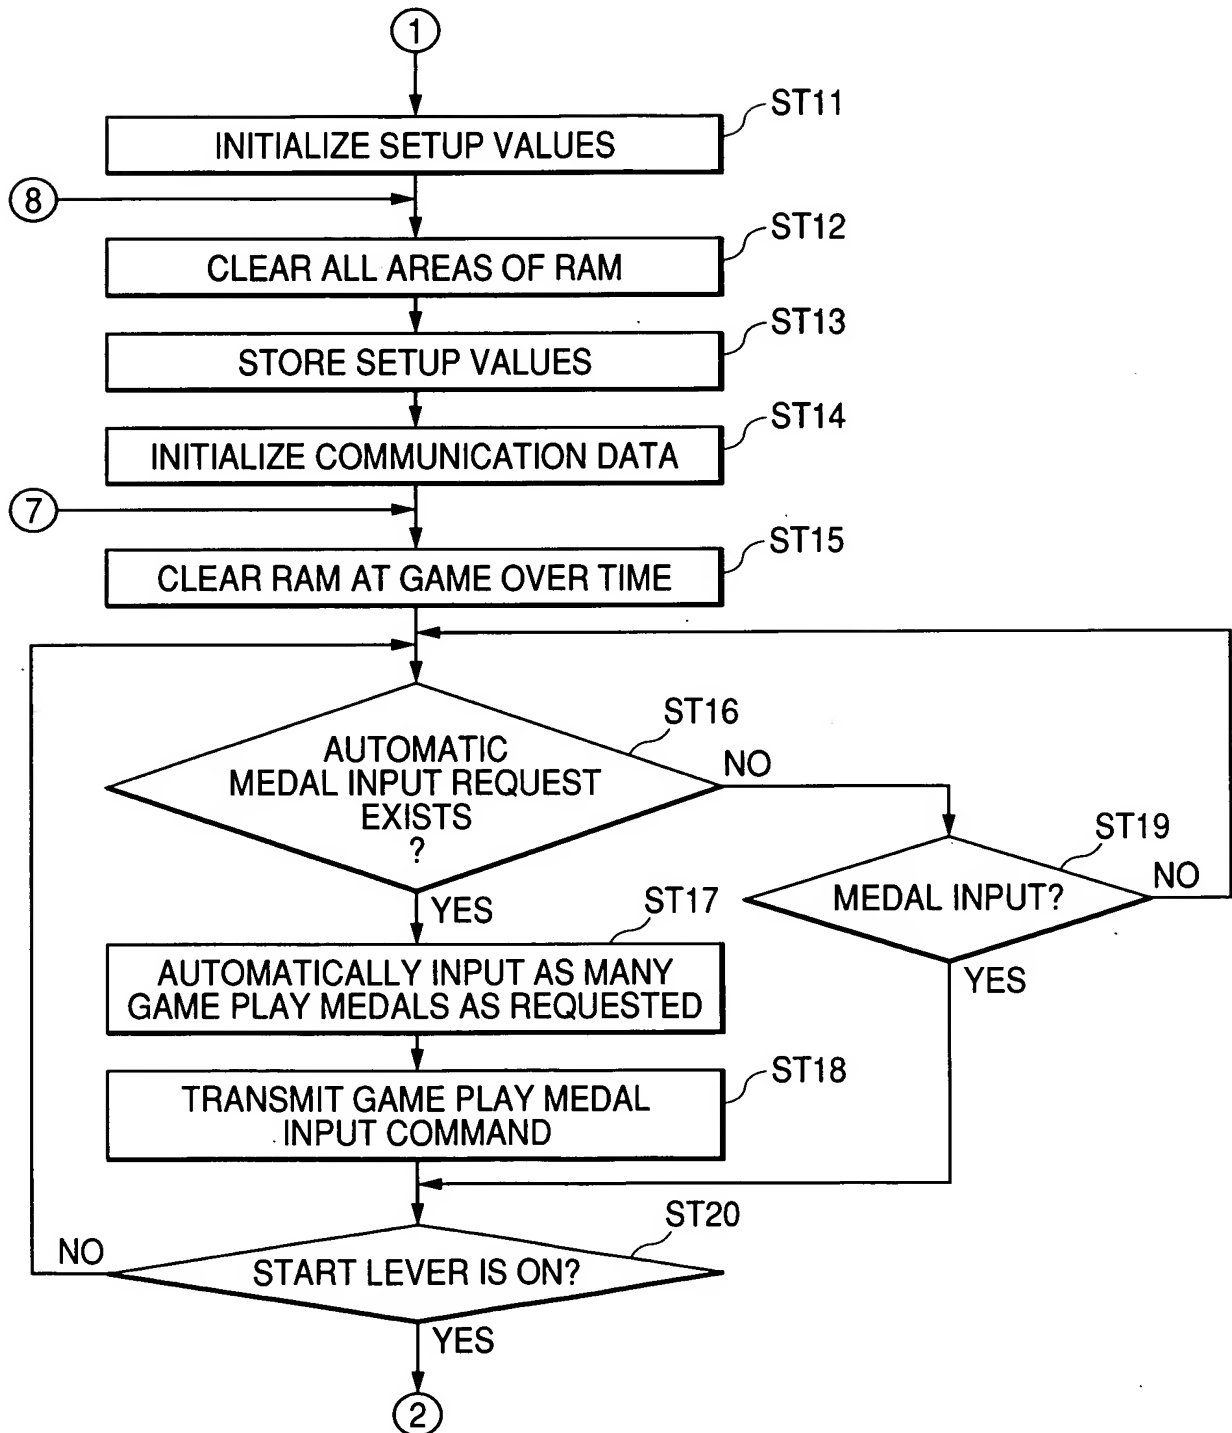 1
ST11
INITIALIZE SETUP VALUES
8
ST12
CLEAR ALL AREAS OF RAM
ST13
STORE SETUP VALUES
ST14
INITIALIZE COMMUNICATION DATA
7
ST15
CLEAR RAM AT GAME OVER TIME
ST16
AUTOMATIC
MEDAL INPUT REQUEST
EXISTS
?
NO
ST19
MEDAL INPUT?
NO
YES
YES
ST17
AUTOMATICALLY INPUT AS MANY
GAME PLAY MEDALS AS REQUESTED
ST18
TRANSMIT GAME PLAY MEDAL
INPUT COMMAND
ST20
NO
START LEVER IS ON?
YES
2